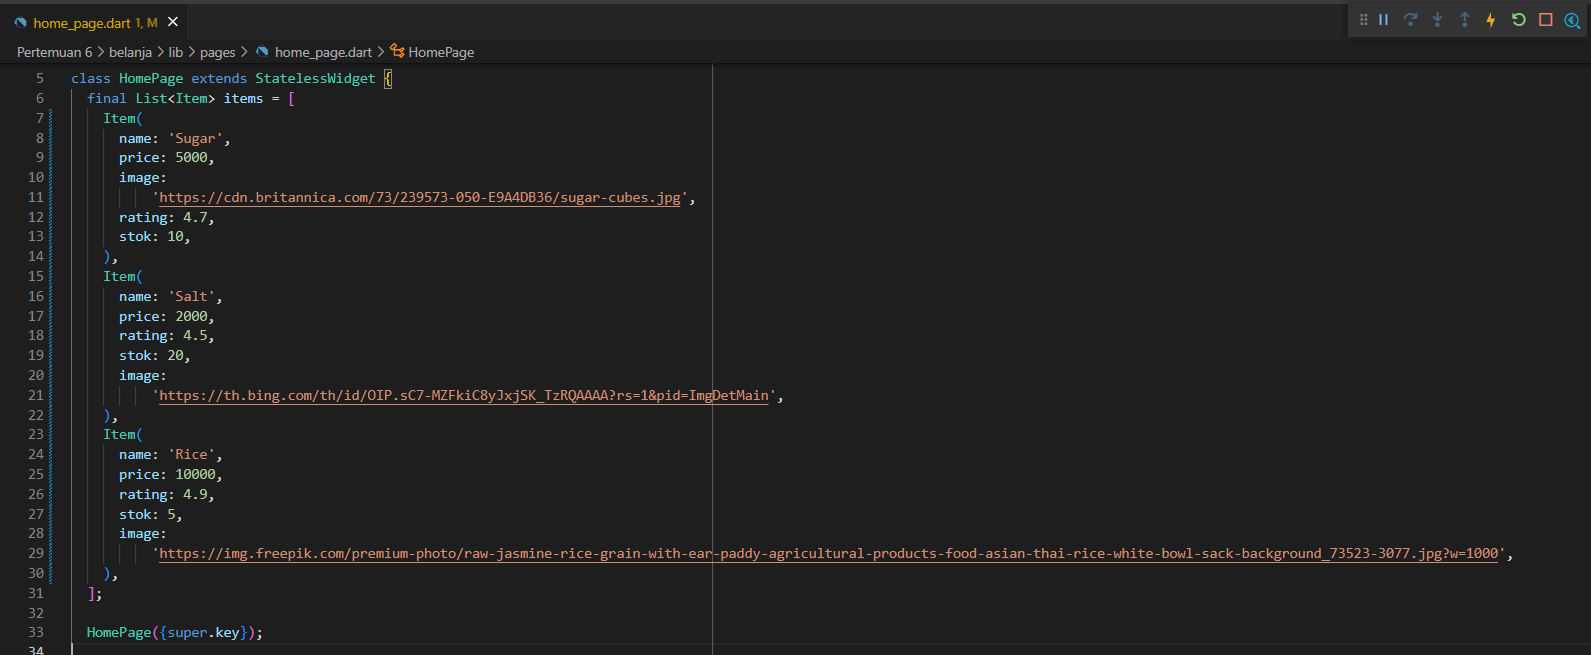 home_page.dart 1, M
Pertemuan 6 > belanja > lib > pages > home_page.dart > HomePage
5 class HomePage extends StatelessWidget {
6 final List<Item> items = [
7 Item(
8 name: 'Sugar',
9 price: 5000,
10 image:
11 'https://cdn.britannica.com/73/239573-050-E9A4DB36/sugar-cubes.jpg',
12 rating: 4.7,
13 stok: 10,
14 ),
15 Item(
16 name: 'Salt',
17 price: 2000,
18 rating: 4.5,
19 stok: 20,
20 image:
21 'https://th.bing.com/th/id/OIP.sC7-MZFkiC8yJxjSK_TzRQAAAA?rs=1&pid=ImgDetMain',
22 ),
23 Item(
24 name: 'Rice',
25 price: 10000,
26 rating: 4.9,
27 stok: 5,
28 image:
29 'https://img.freepik.com/premium-photo/raw-jasmine-rice-grain-with-ear-paddy-agricultural-products-food-asian-thai-rice-white-bowl-sack-background_73523-3077.jpg?w=1000',
30 ),
31 ];
32
33 HomePage({super.key});
34